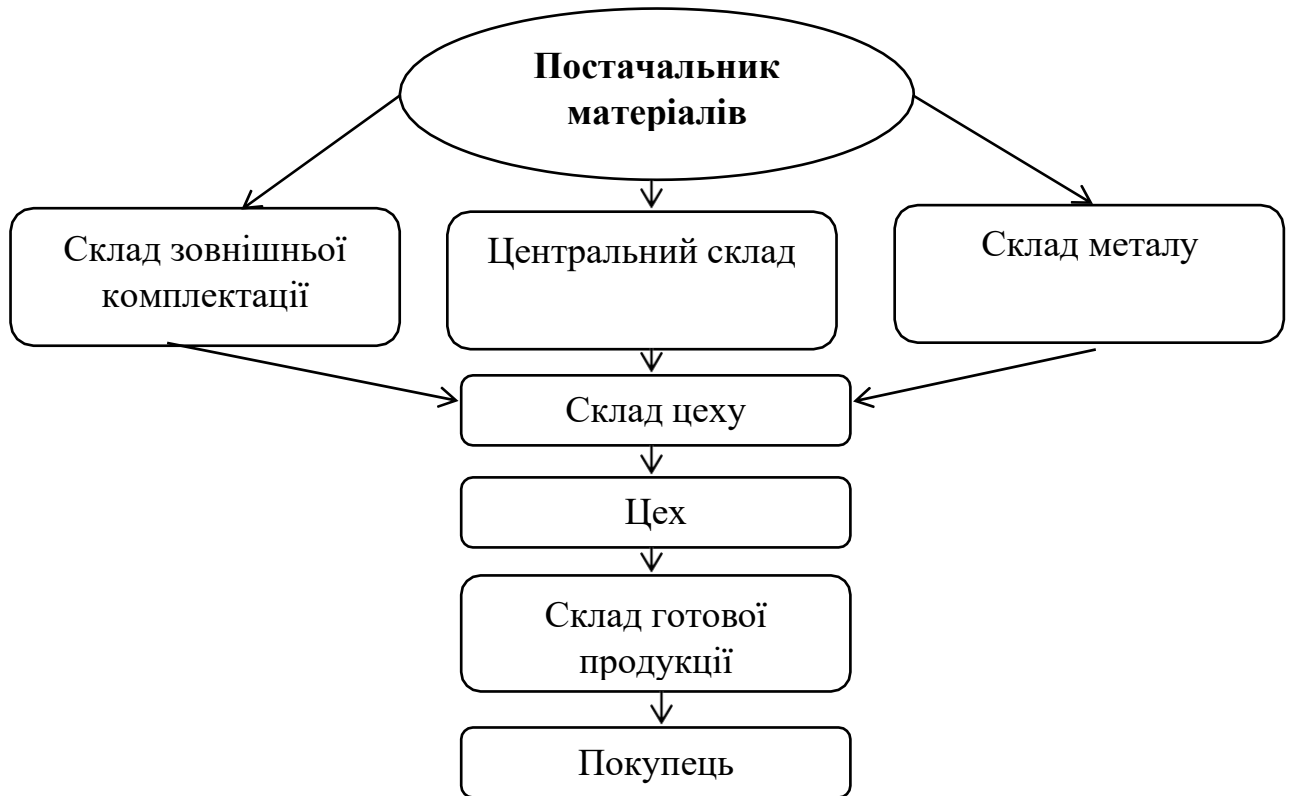 Постачальник
матеріалів
Склад зовнішньої
комплектації
Центральний склад
Склад металу
Склад цеху
Цех
Склад готової
продукції
Покупець